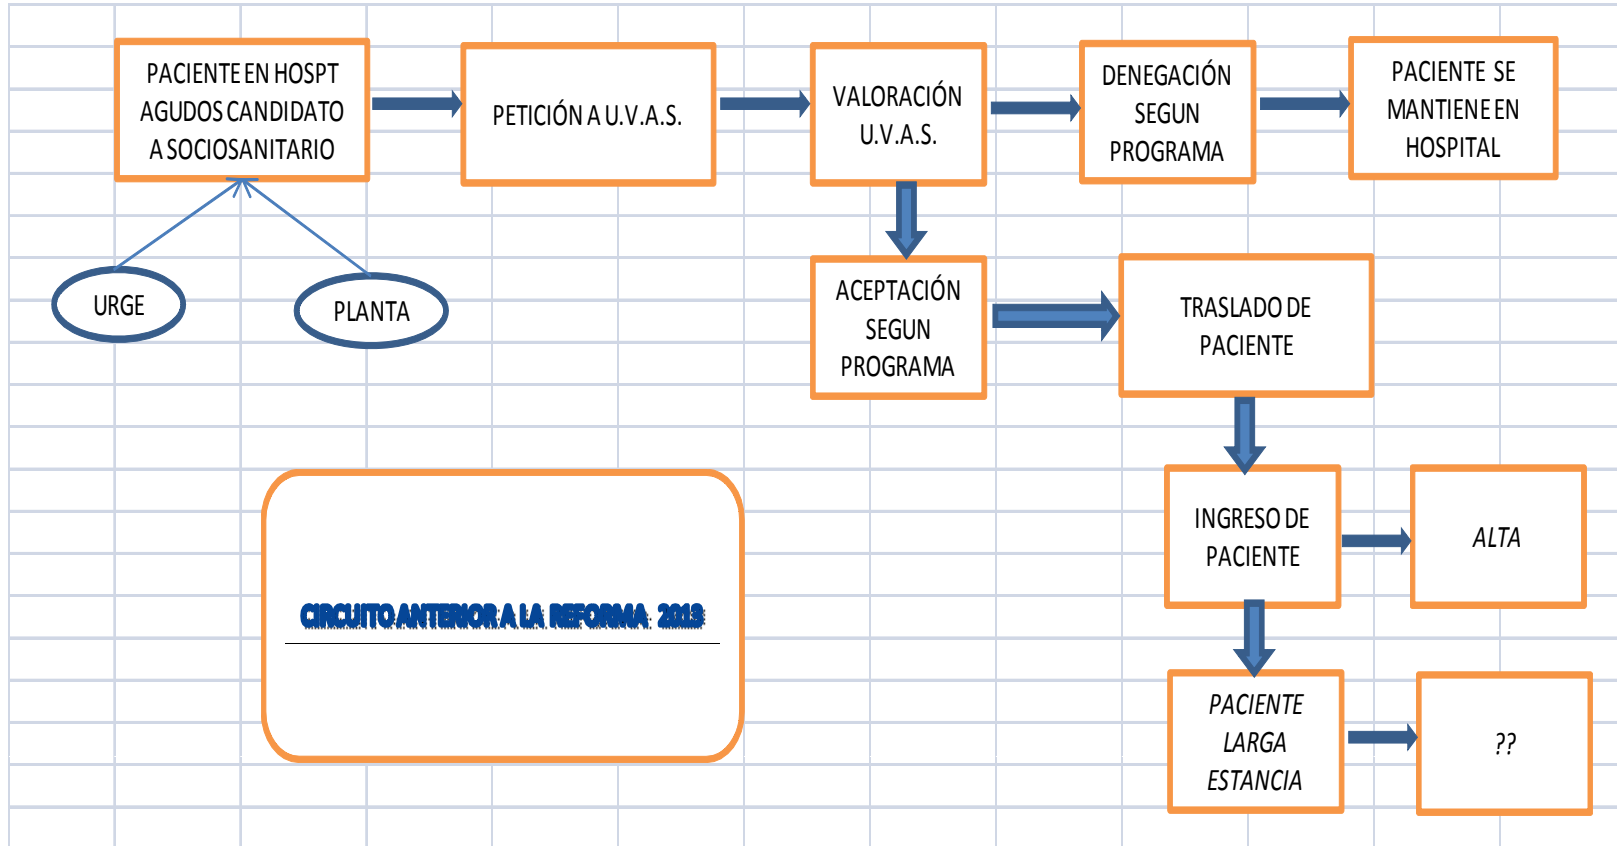 PACIENTE EN HOSPT
AGUDOS CANDIDATO
A SOCIOSANITARIO
PETICIÓN A U.V.A.S.
VALORACIÓN
U.V.A.S.
DENEGACIÓN
SEGUN
PROGRAMA
PACIENTE SE
MANTIENE EN
HOSPITAL
URGE
PLANTA
ACEPTACIÓN
SEGUN
PROGRAMA
TRASLADO DE
PACIENTE
INGRESO DE
PACIENTE
ALTA
CIRCUITO ANTERIOR A LA REFORMA 2013
PACIENTE
LARGA
ESTANCIA
??